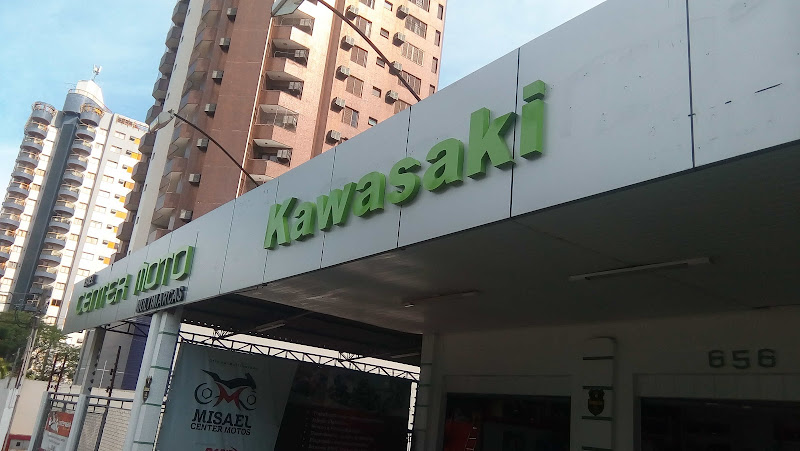 Kawasaki
CENTER MOTO
MULTIMARCAS
MISAEL
CENTER MOTOS
656